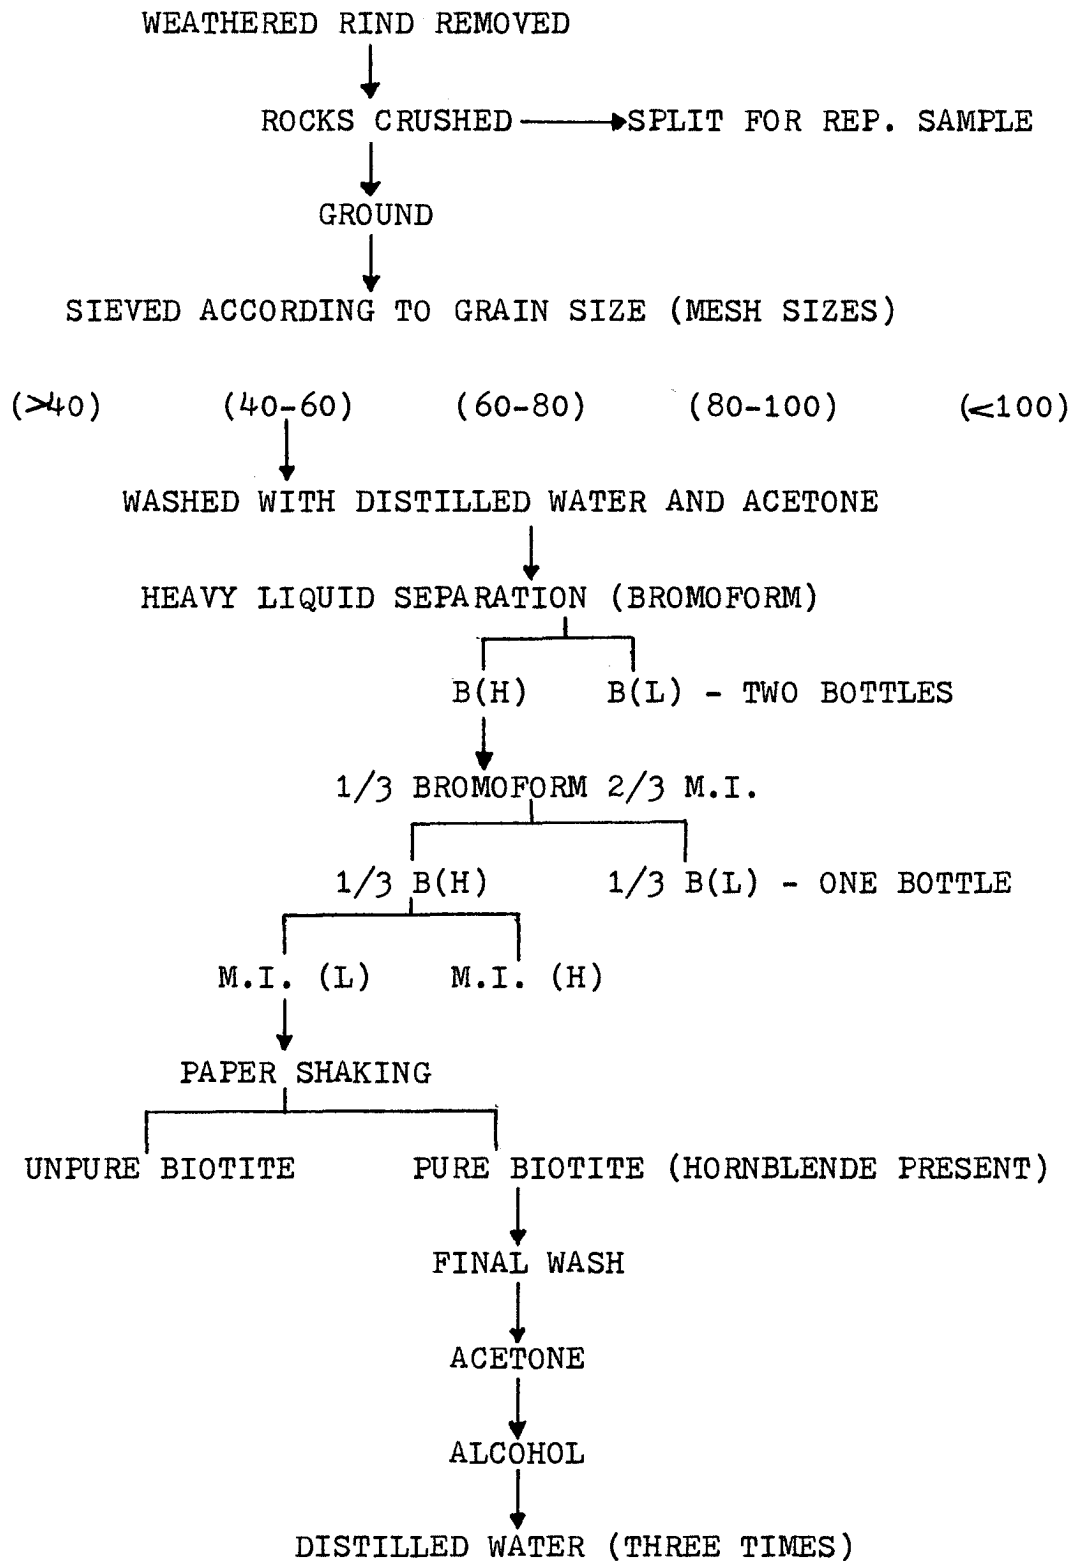 WEATHERED RIND REMOVED
ROCKS CRUSHED SPLIT FOR REP. SAMPLE
GROUND
SIEVED ACCORDING TO GRAIN SIZE (MESH SIZES)
(>40) (40-60) (60-80) (80-100) (<100)
WASHED WITH DISTILLED WATER AND ACETONE
HEAVY LIQUID SEPARATION (BROMOFORM)
B(H) B(L) - TWO BOTTLES
1/3 BROMOFORM 2/3 M.I.
1/3 B(H) 1/3 B(L) - ONE BOTTLE
M.I. (L) M.I. (H)
PAPER SHAKING
UNPURE BIOTITE PURE BIOTITE (HORNBLENDE PRESENT)
FINAL WASH
ACETONE
ALCOHOL
DISTILLED WATER (THREE TIMES)